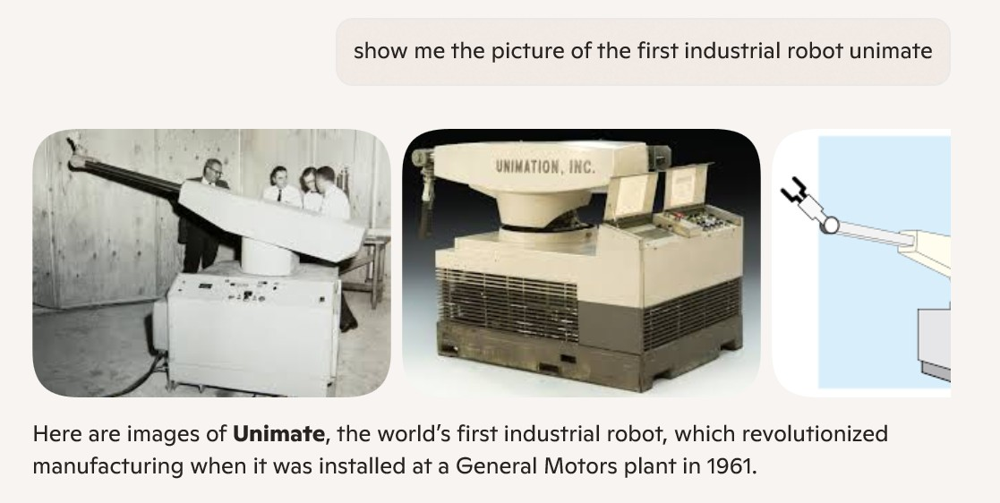 show me the picture of the first industrial robot unimate
UNIMATION, INC.
Here are images of Unimate, the world's first industrial robot, which revolutionized
manufacturing when it was installed at a General Motors plant in 1961.